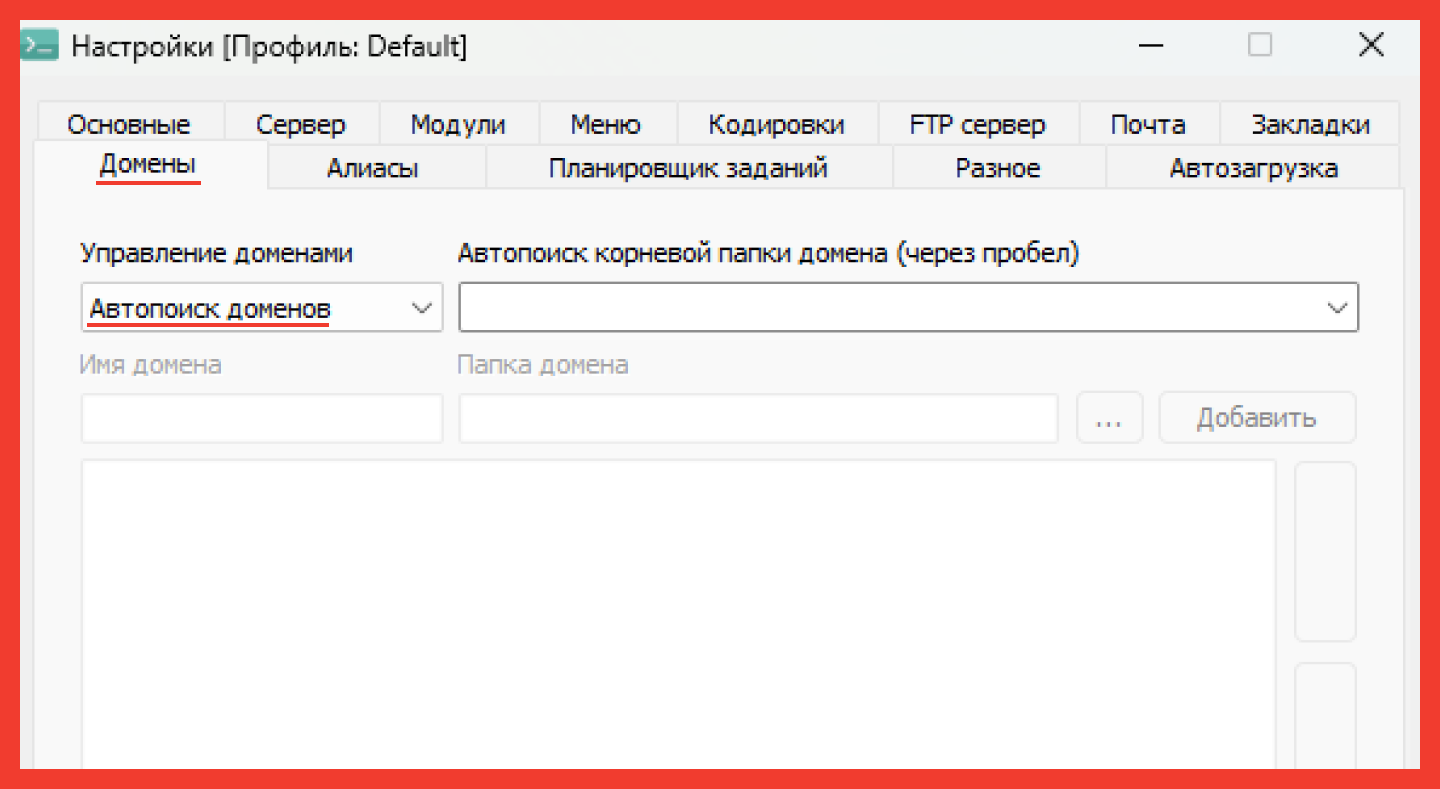 Настройки [Профиль: Default]
Основные Сервер Модули Меню Кодировки FTP сервер Почта Закладки
Домены Алиасы Планировщик заданий Разное Автозагрузка
Управление доменами Автопоиск корневой папки домена (через пробел)
Автопоиск доменов
Имя домена Папка домена
... Добавить